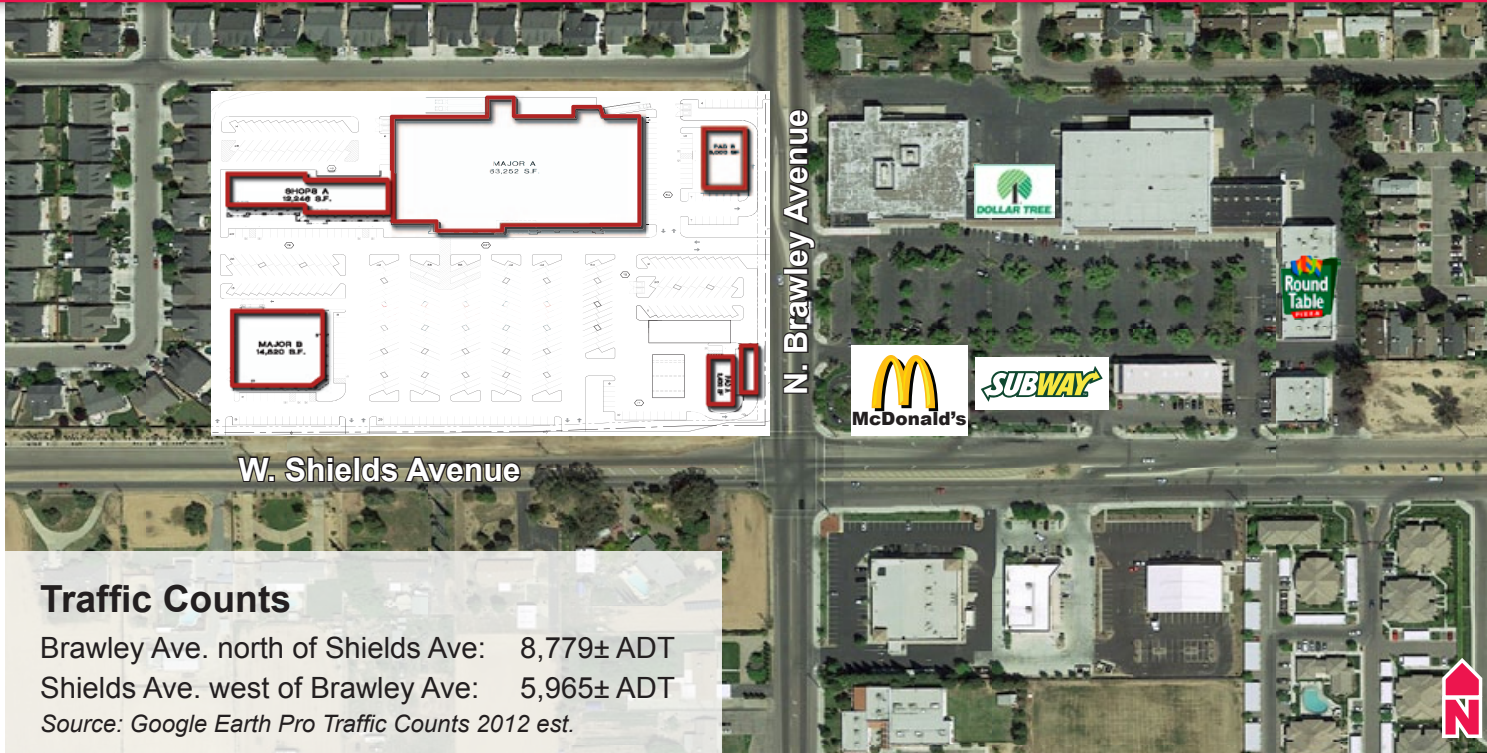 MAJOR A
63,252 S.F.
SHOPS A
12,246 S.F.
MAJOR B
14,820 S.F.
PAD B
PAD A
N. Brawley Avenue
W. Shields Avenue
DOLLAR TREE
Round
Table
PIZZA
McDonald's
SUBWAY
Traffic Counts
Brawley Ave. north of Shields Ave: 8,779± ADT
Shields Ave. west of Brawley Ave: 5,965± ADT
Source: Google Earth Pro Traffic Counts 2012 est.
N